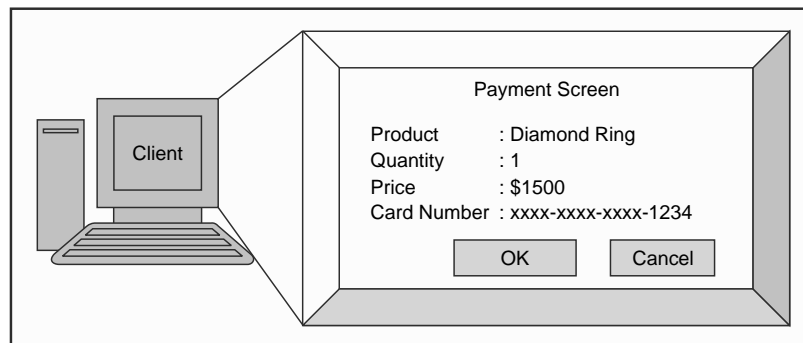 Client
Payment Screen
Product : Diamond Ring
Quantity : 1
Price : $1500
Card Number : xxxx-xxxx-xxxx-1234
OK Cancel